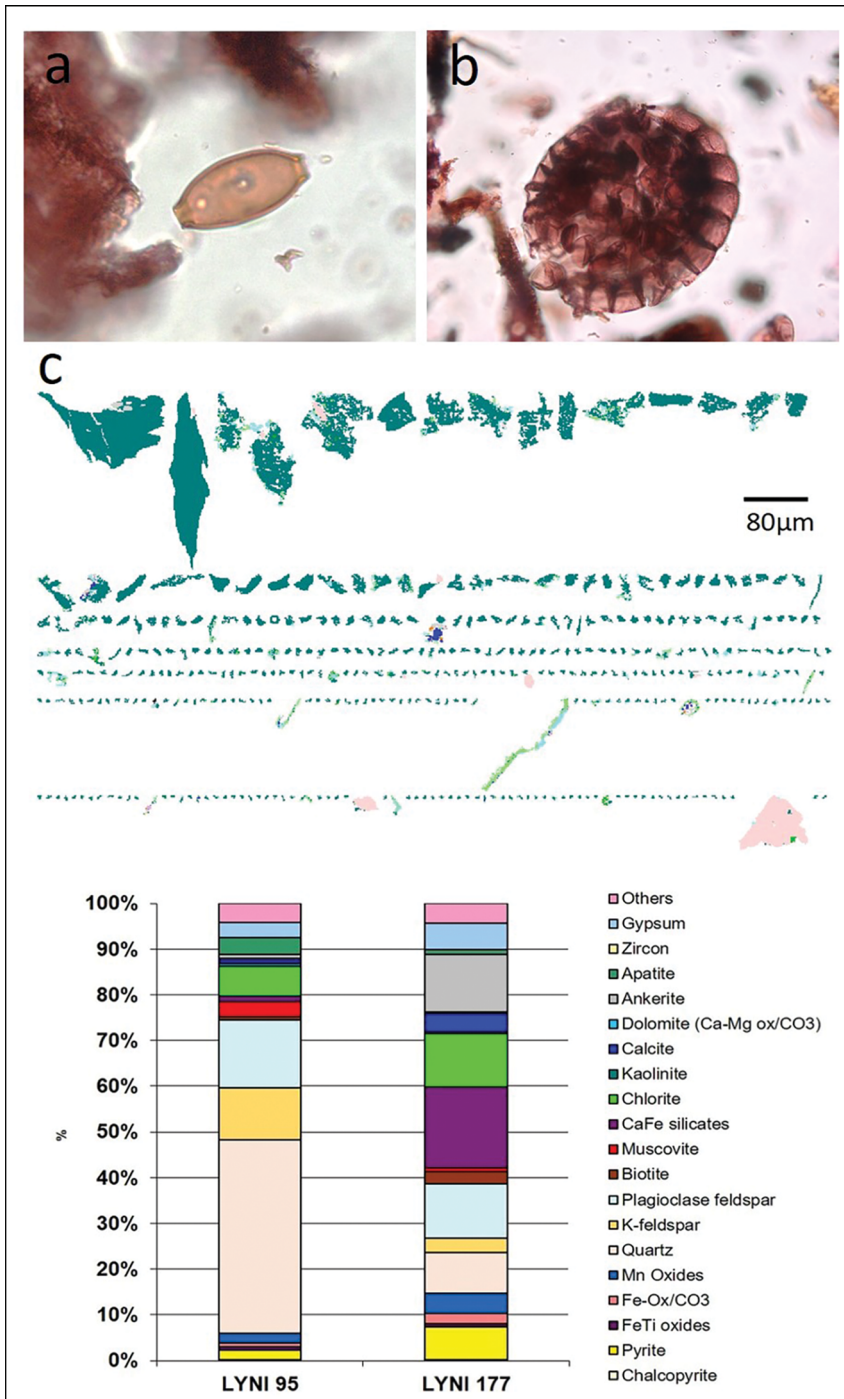 a
b
c
80µm
100%
90%
80%
70%
60%
50%
40%
30%
20%
10%
0%
%
LYNI 95
LYNI 177
Others
Gypsum
Zircon
Apatite
Ankerite
Dolomite (Ca-Mg ox/CO3)
Calcite
Kaolinite
Chlorite
CaFe silicates
Muscovite
Biotite
Plagioclase feldspar
K-feldspar
Quartz
Mn Oxides
Fe-Ox/CO3
FeTi oxides
Pyrite
Chalcopyrite